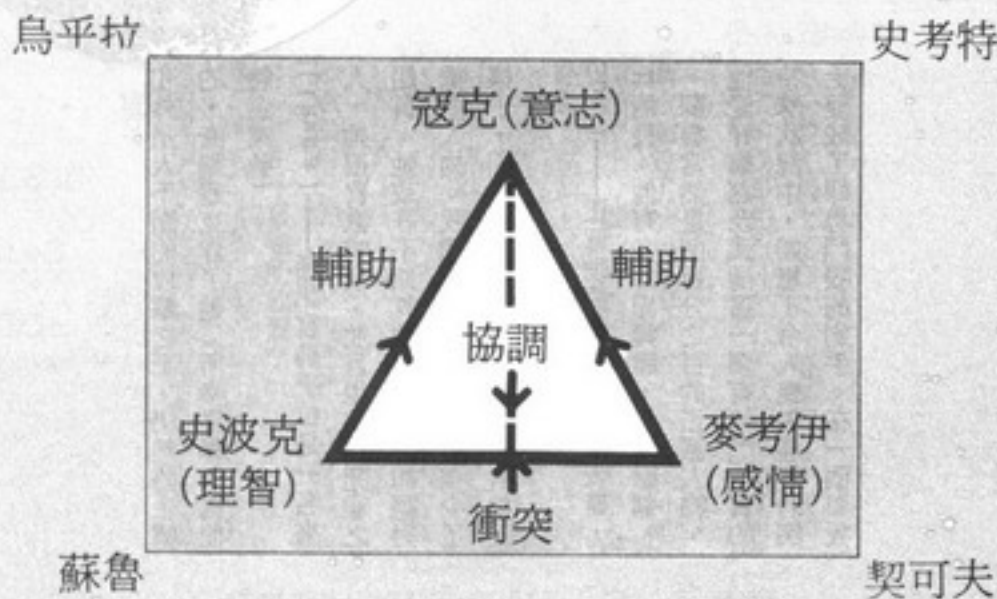 烏乎拉
史考特
寇克(意志)
輔助
輔助
協調
史波克
(理智)
麥考伊
(感情)
衝突
蘇魯
契可夫